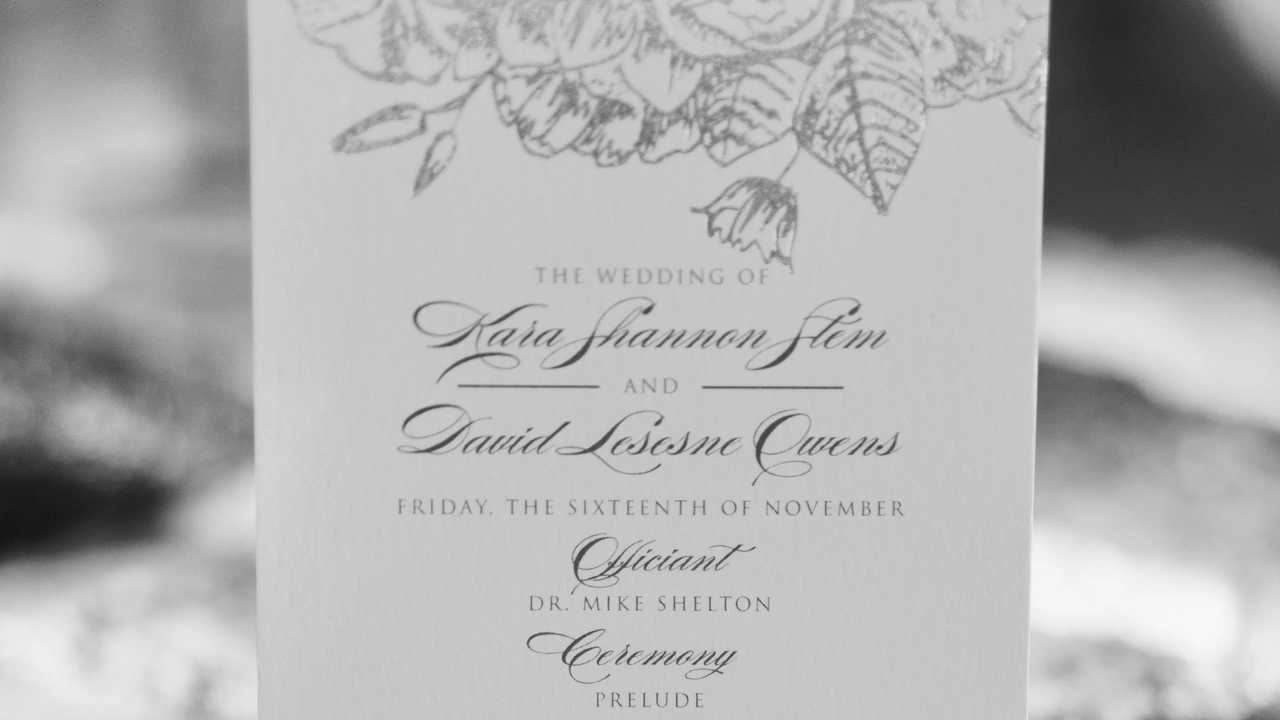 THE WEDDING OF
Kara Shannon Stem
AND
David Lesesne Owens
FRIDAY, THE SIXTEENTH OF NOVEMBER
Officiant
DR. MIKE SHELTON
Ceremony
PRELUDE